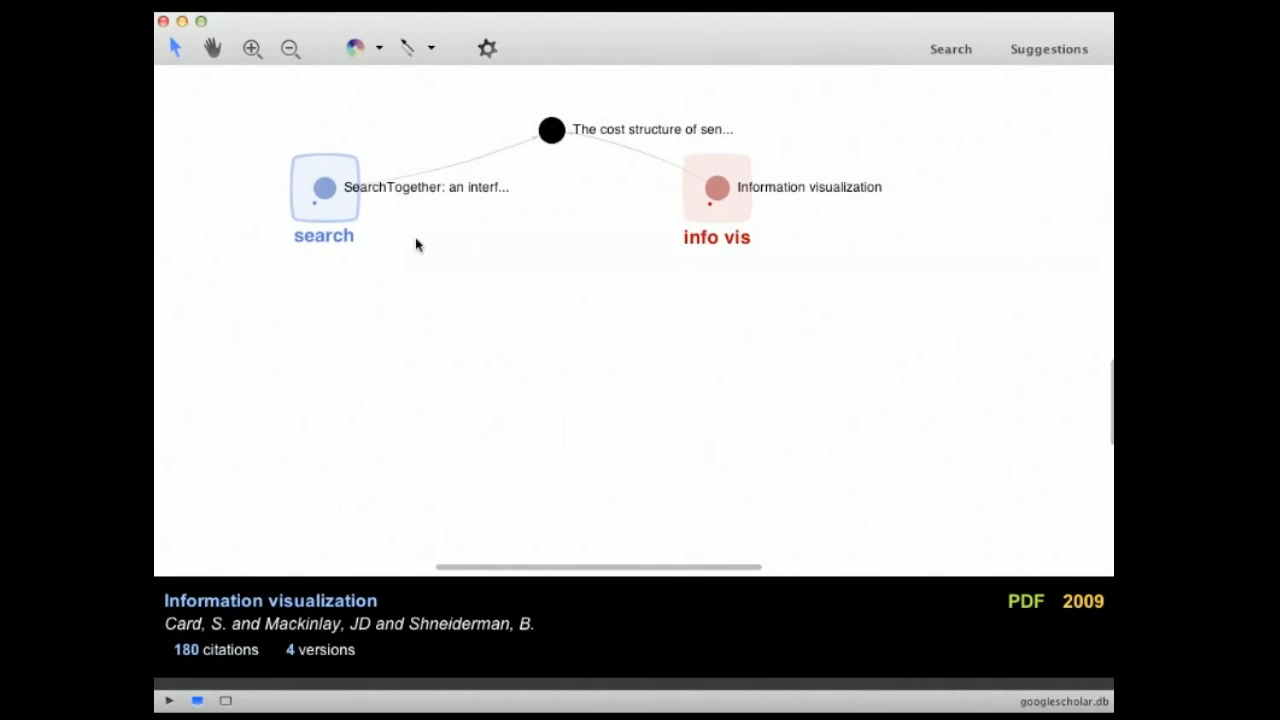 Search Suggestions
The cost structure of sen...
SearchTogether: an interf... Information visualization
search info vis
Information visualization PDF 2009
Card, S. and Mackinlay, JD and Shneiderman, B.
180 citations 4 versions
googlescholar.db